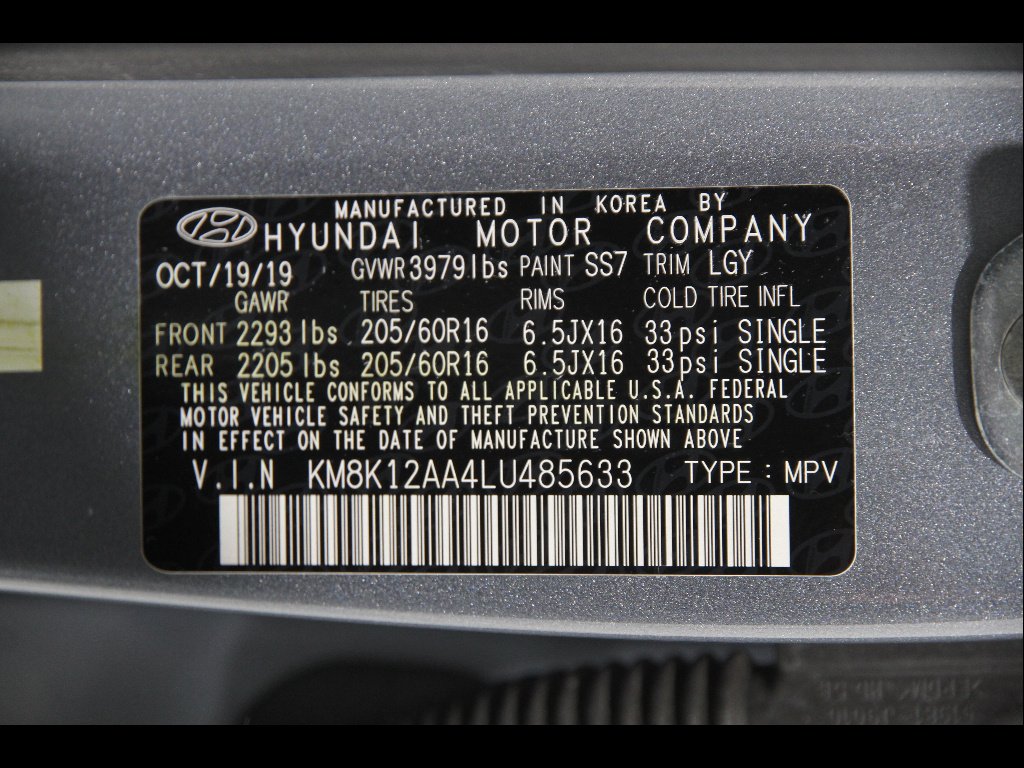 MANUFACTURED IN KOREA BY
HYUNDAI MOTOR COMPANY
OCT/19/19 GVWR 3979lbs PAINT SS7 TRIM LGY
GAWR TIRES RIMS COLD TIRE INFL
FRONT 2293 lbs 205/60R16 6.5JX16 33psi SINGLE
REAR 2205 lbs 205/60R16 6.5JX16 33psi SINGLE
THIS VEHICLE CONFORMS TO ALL APPLICABLE U.S.A. FEDERAL
MOTOR VEHICLE SAFETY AND THEFT PREVENTION STANDARDS
IN EFFECT ON THE DATE OF MANUFACTURE SHOWN ABOVE
V.I.N KM8K12AA4LU485633 TYPE : MPV